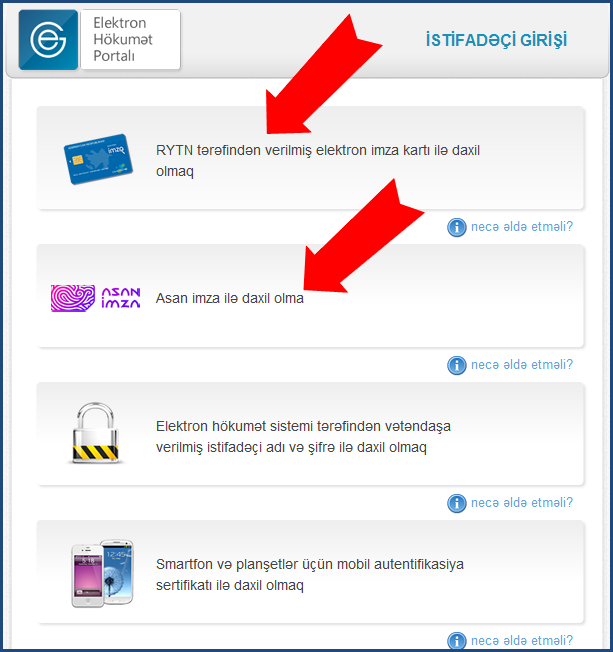 Elektron
Hökumət
Portalı
İSTİFADƏÇİ GİRİŞİ
imza
RYTN tərəfindən verilmiş elektron imza kartı ilə daxil
olmaq
necə əldə etməli?
ASAN
İMZA
Asan imza ilə daxil olma
necə əldə etməli?
Elektron hökumət sistemi tərəfindən vətəndaşa
verilmiş istifadəçi adı və şifrə ilə daxil olmaq
necə əldə etməli?
12:45
Smartfon və planşetlər üçün mobil autentifikasiya
sertifikatı ilə daxil olmaq
necə əldə etməli?